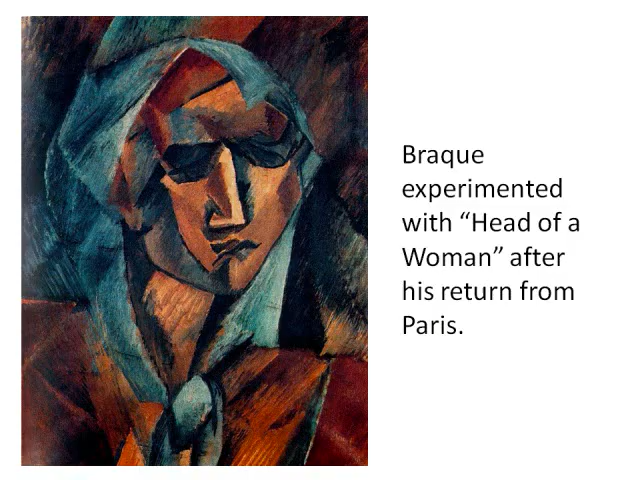 Braque
experimented
with “Head of a
Woman” after
his return from
Paris.